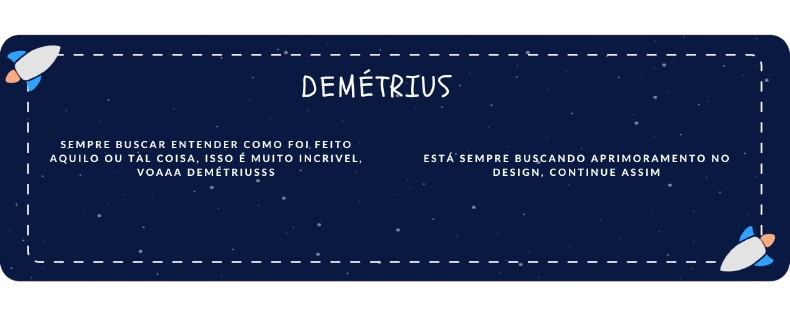 DEMÉTRIUS
SEMPRE BUSCAR ENTENDER COMO FOI FEITO
AQUILO OU TAL COISA, ISSO É MUITO INCRIVEL,
VOAAA DEMÉTRIUSSS
ESTÁ SEMPRE BUSCANDO APRIMORAMENTO NO
DESIGN, CONTINUE ASSIM